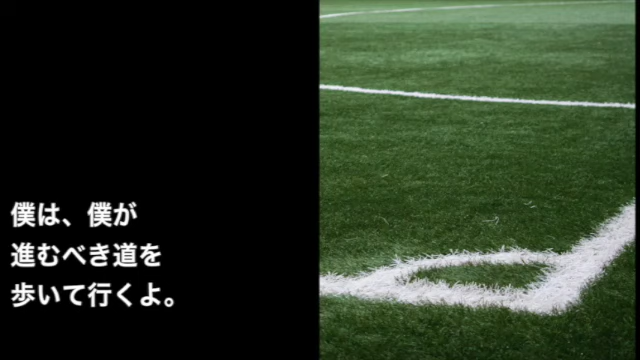 僕は、僕が
進むべき道を
歩いて行くよ。